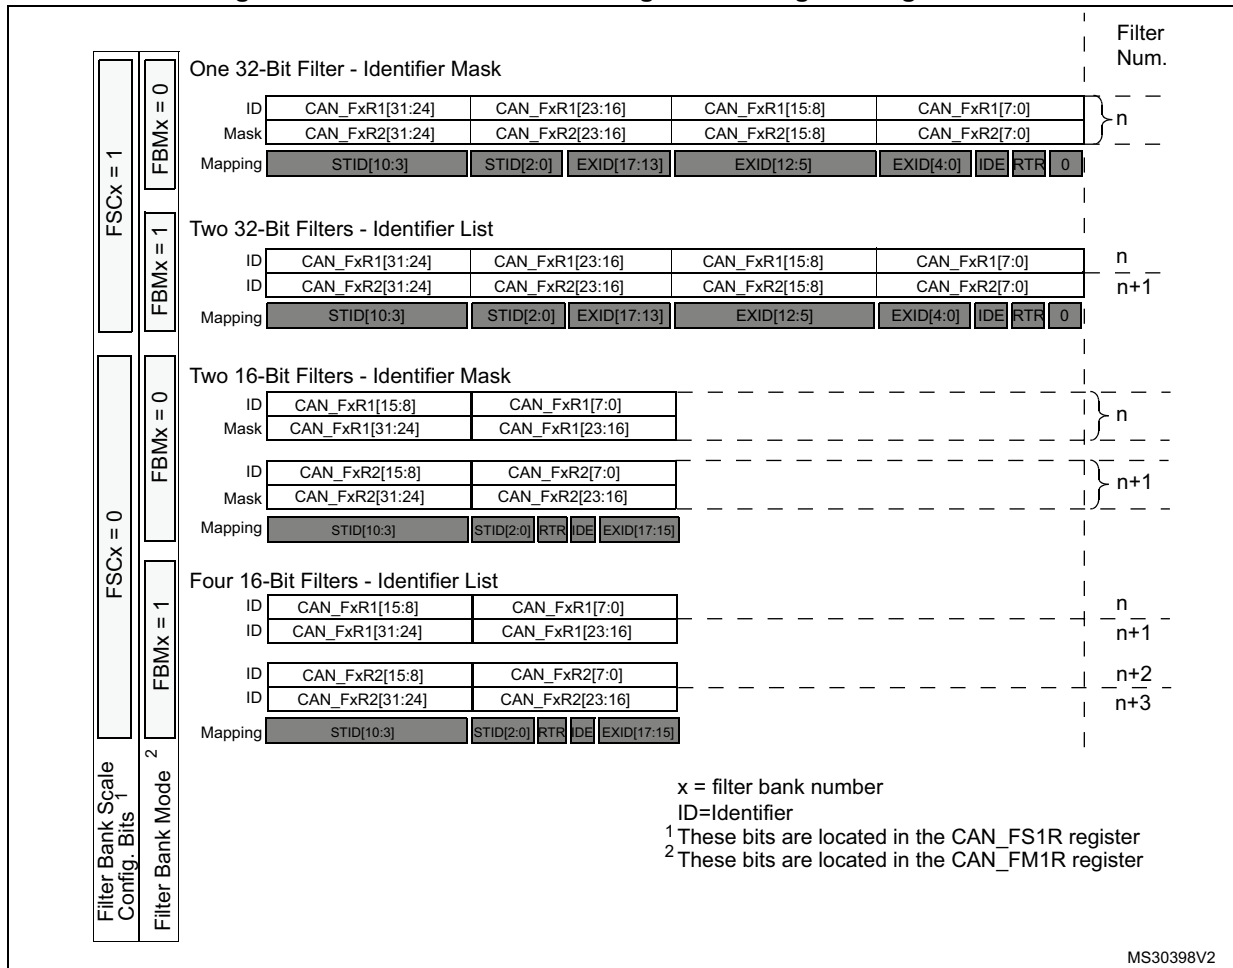 Filter
Num.
One 32-Bit Filter - Identifier Mask
ID CAN_FxR1[31:24] CAN_FxR1[23:16] CAN_FxR1[15:8] CAN_FxR1[7:0]
n
Mask CAN_FxR2[31:24] CAN_FxR2[23:16] CAN_FxR2[15:8] CAN_FxR2[7:0]
Mapping STID[10:3] STID[2:0] EXID[17:13] EXID[12:5] EXID[4:0] IDE RTR 0
Two 32-Bit Filters - Identifier List
ID CAN_FxR1[31:24] CAN_FxR1[23:16] CAN_FxR1[15:8] CAN_FxR1[7:0] n
ID CAN_FxR2[31:24] CAN_FxR2[23:16] CAN_FxR2[15:8] CAN_FxR2[7:0] n+1
Mapping STID[10:3] STID[2:0] EXID[17:13] EXID[12:5] EXID[4:0] IDE RTR 0
Two 16-Bit Filters - Identifier Mask
ID CAN_FxR1[15:8] CAN_FxR1[7:0]
n
Mask CAN_FxR1[31:24] CAN_FxR1[23:16]
ID CAN_FxR2[15:8] CAN_FxR2[7:0]
n+1
Mask CAN_FxR2[31:24] CAN_FxR2[23:16]
Mapping STID[10:3] STID[2:0] RTR IDE EXID[17:15]
Four 16-Bit Filters - Identifier List
ID CAN_FxR1[15:8] CAN_FxR1[7:0] n
ID CAN_FxR1[31:24] CAN_FxR1[23:16] n+1
ID CAN_FxR2[15:8] CAN_FxR2[7:0] n+2
ID CAN_FxR2[31:24] CAN_FxR2[23:16] n+3
Mapping STID[10:3] STID[2:0] RTR IDE EXID[17:15]
FSCx = 1
FBMx = 0
FBMx = 1
FSCx = 0
FBMx = 0
FBMx = 1
Filter Bank Scale
Config. Bits 1
Filter Bank Mode 2
x = filter bank number
ID=Identifier
1 These bits are located in the CAN_FS1R register
2 These bits are located in the CAN_FM1R register
MS30398V2